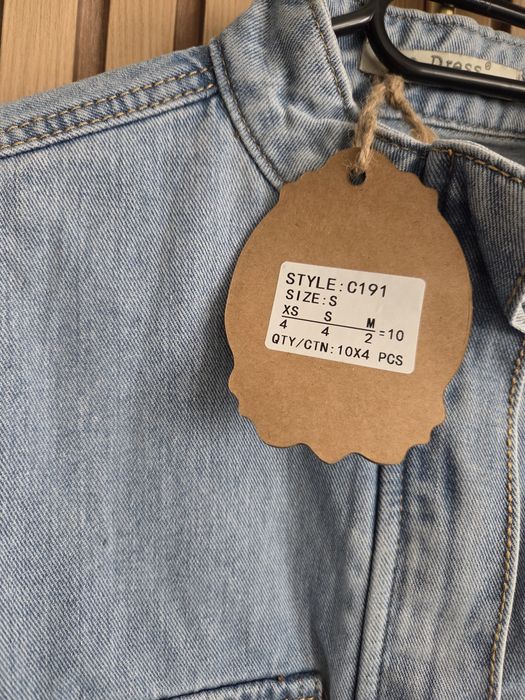 Dress®
STYLE:C191
SIZE:S
XS S M
4 4 2 =10
QTY/CTN:10X4 PCS